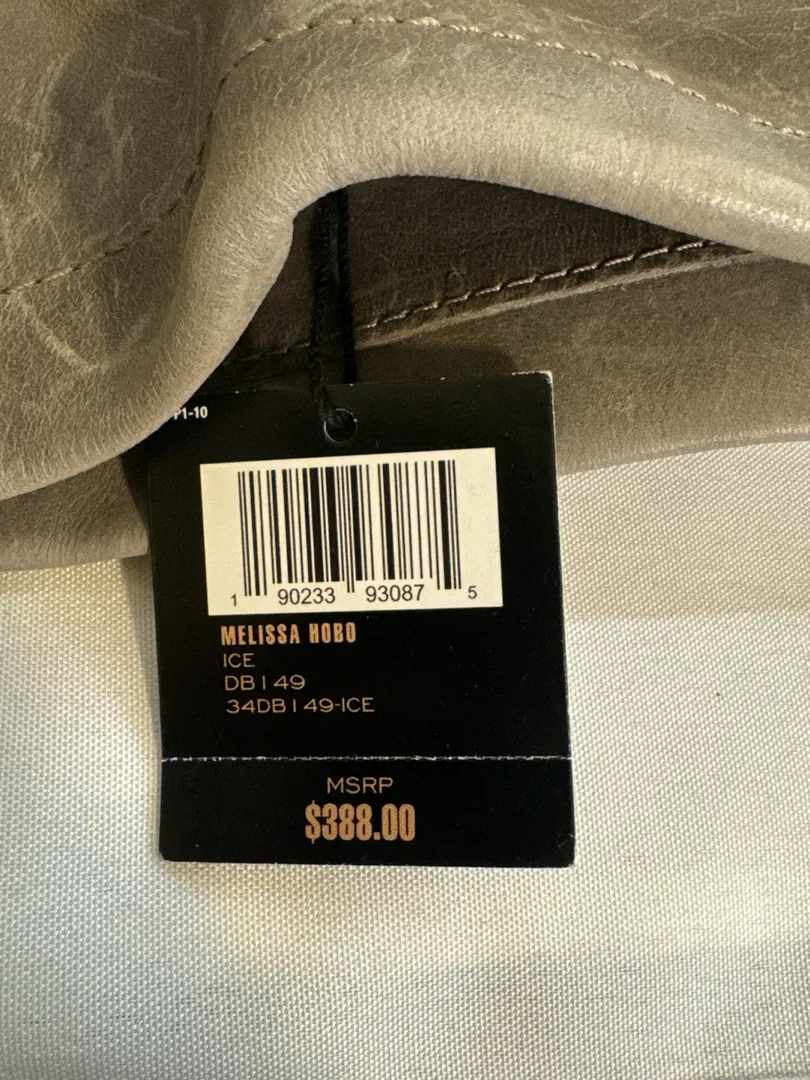 P1-10
1 90233 93087 5
MELISSA HOBO
ICE
DB149
34DB149-ICE
MSRP
$388.00